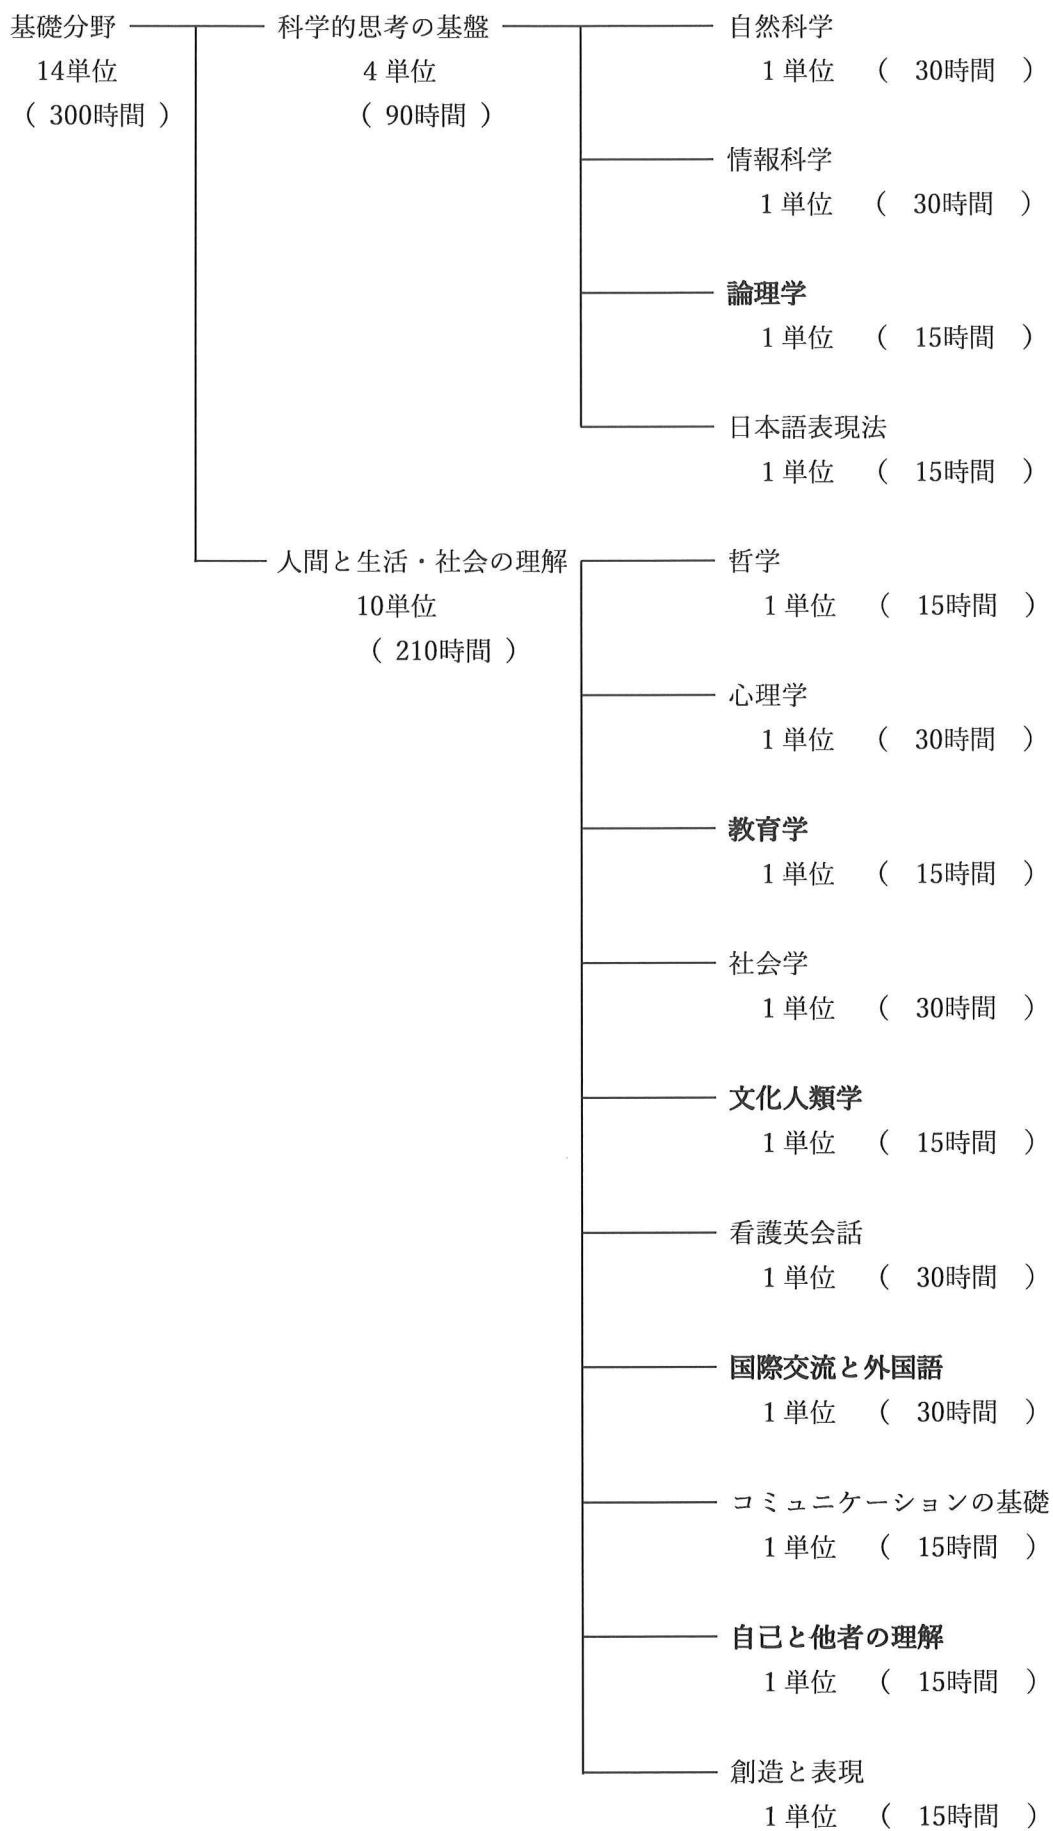 基礎分野
14単位
( 300時間 )
科学的思考の基盤
4 単位
( 90時間 )
自然科学
1 単位 ( 30時間 )
情報科学
1 単位 ( 30時間 )
論理学
1 単位 ( 15時間 )
日本語表現法
1 単位 ( 15時間 )
人間と生活・社会の理解
10単位
( 210時間 )
哲学
1 単位 ( 15時間 )
心理学
1 単位 ( 30時間 )
教育学
1 単位 ( 15時間 )
社会学
1 単位 ( 30時間 )
文化人類学
1 単位 ( 15時間 )
看護英会話
1 単位 ( 30時間 )
国際交流と外国語
1 単位 ( 30時間 )
コミュニケーションの基礎
1 単位 ( 15時間 )
自己と他者の理解
1 単位 ( 15時間 )
創造と表現
1 単位 ( 15時間 )